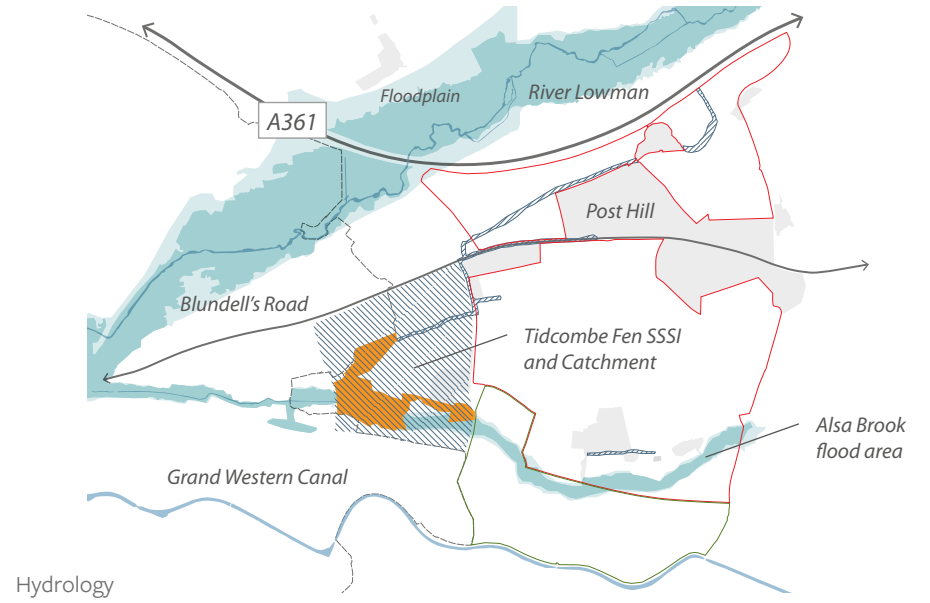 Floodplain
River Lowman
A361
Post Hill
Blundell's Road
Tidcombe Fen SSSI
and Catchment
Alsa Brook
flood area
Grand Western Canal
Hydrology